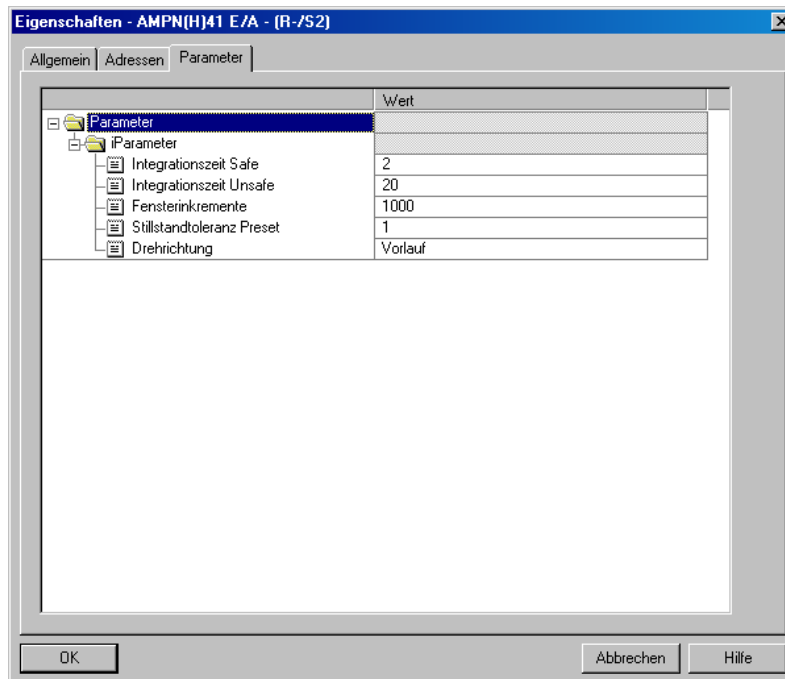 Eigenschaften - AMPN(H)41 E/A - (R-/S2)
Allgemein Adressen Parameter
Wert
Parameter
iParameter
Integrationszeit Safe 2
Integrationszeit Unsafe 20
Fensterinkremente 1000
Stillstandtoleranz Preset 1
Drehrichtung Vorlauf
OK Abbrechen Hilfe